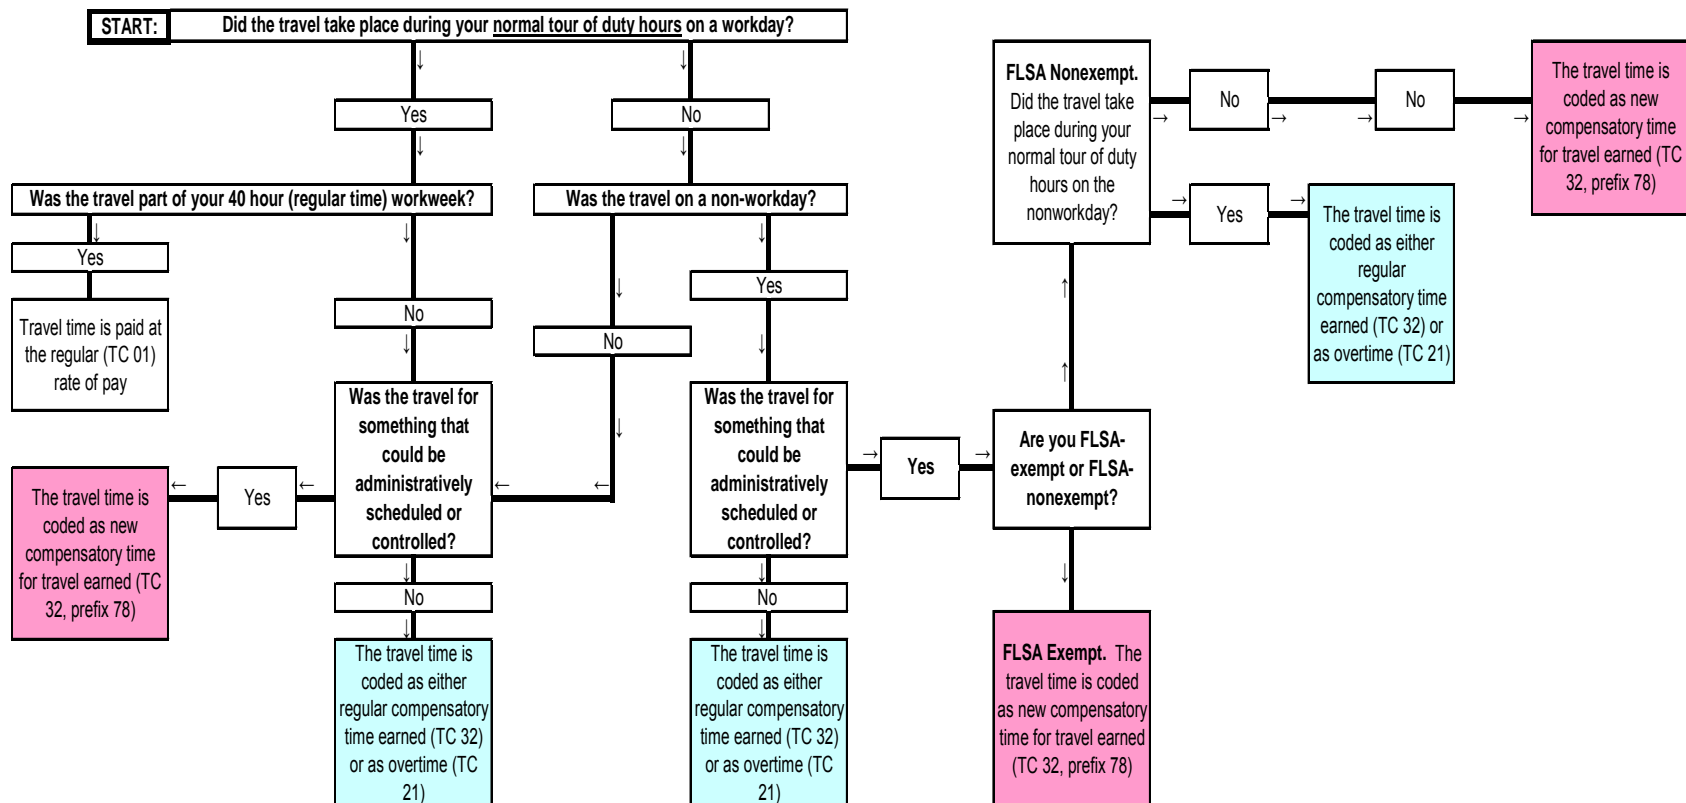 START:
Did the travel take place during your normal tour of duty hours on a workday?
↓
↓
Yes
No
↓
↓
Was the travel part of your 40 hour (regular time) workweek?
Was the travel on a non-workday?
↓
↓
↓
Yes
Yes
Travel time is paid at
the regular (TC 01)
rate of pay
↓
No
No
↓
↓
Was the travel for
something that
could be
administratively
scheduled or
controlled?
↓
←
←
Yes
←
←
The travel time is
coded as new
compensatory time
for travel earned (TC
32, prefix 78)
↓
No
↓
The travel time is
coded as either
regular compensatory
time earned (TC 32)
or as overtime (TC
21)
Was the travel for
something that
could be
administratively
scheduled or
controlled?
↓
No
↓
The travel time is
coded as either
regular compensatory
time earned (TC 32)
or as overtime (TC
21)
→
Yes
→
Are you FLSA-
exempt or FLSA-
nonexempt?
↓
FLSA Exempt. The
travel time is coded
as new compensatory
time for travel earned
(TC 32, prefix 78)
↑
↑
FLSA Nonexempt.
Did the travel take
place during your
normal tour of duty
hours on the
nonworkday?
→
No
→
→
No
→
→
The travel time is
coded as new
compensatory time
for travel earned (TC
32, prefix 78)
→
Yes
→
The travel time is
coded as either
regular
compensatory time
earned (TC 32) or
as overtime (TC 21)